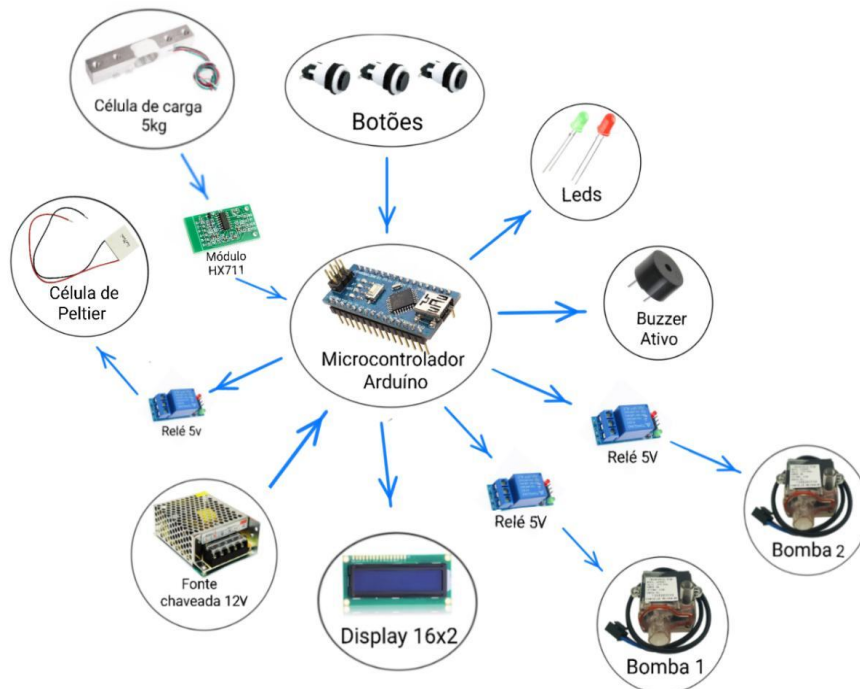 Célula de carga
5kg
Botões
Leds
Módulo
HX711
Célula de
Peltier
Microcontrolador
Arduíno
Buzzer
Ativo
Relé 5v
Relé 5V
Relé 5V
Fonte
chaveada 12V
Display 16x2
Bomba 2
Bomba 1